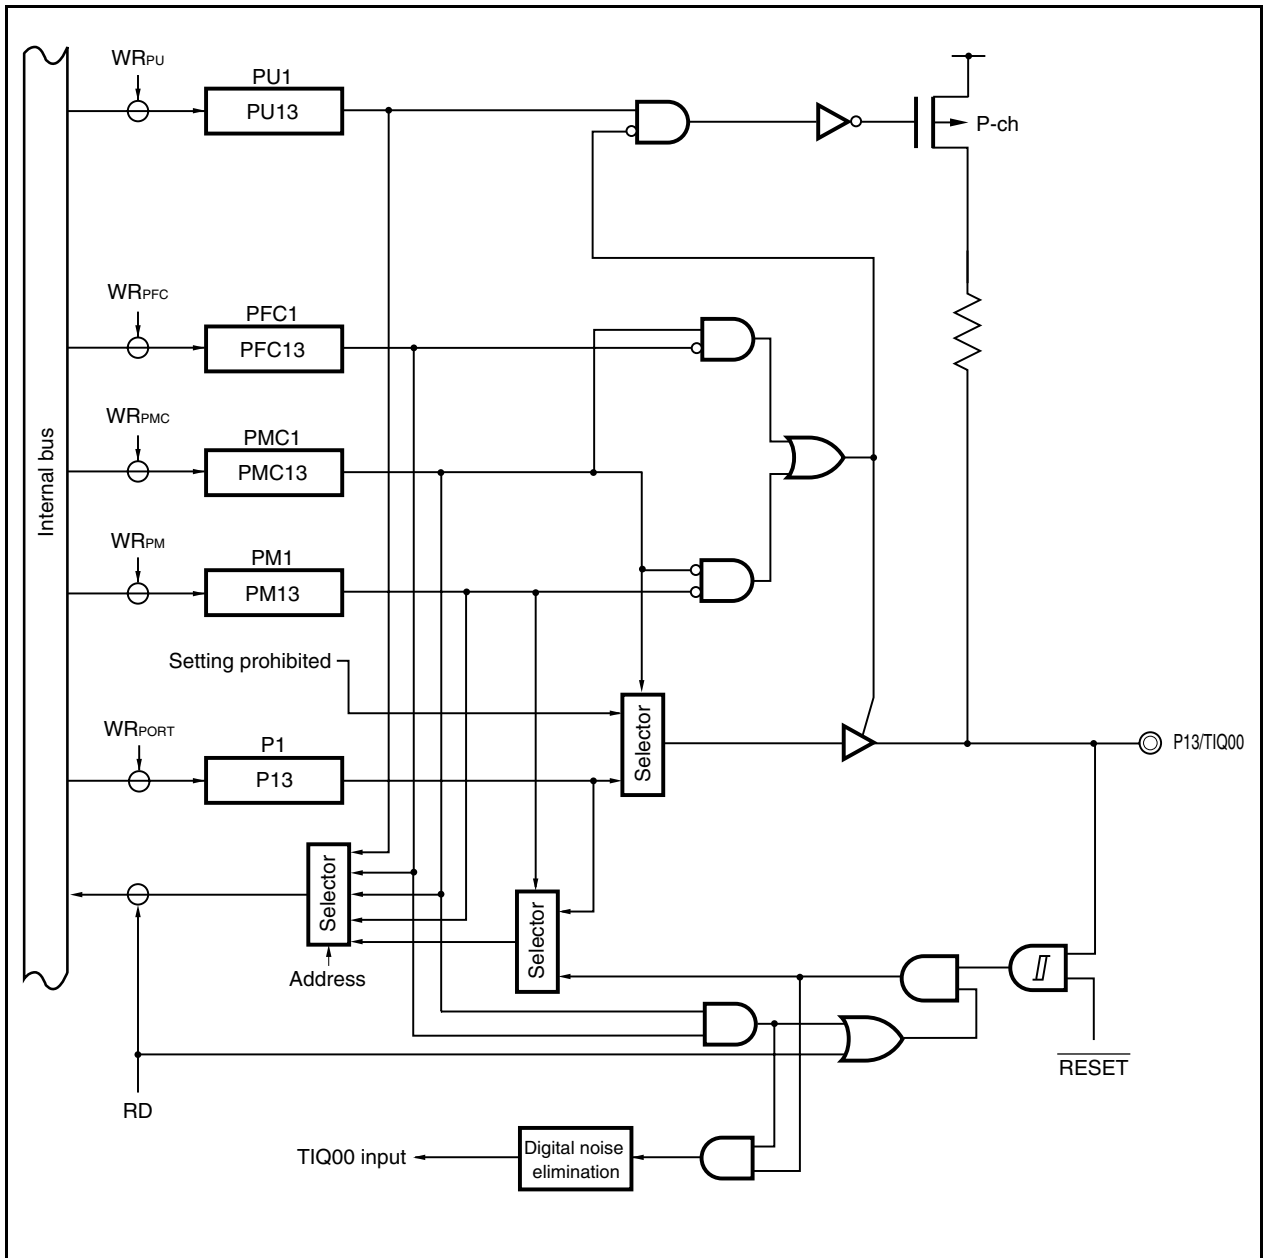 WRPU
PU1
PU13
P-ch
WRPFC
PFC1
PFC13
WRPMC
PMC1
PMC13
Internal bus
WRPM
PM1
PM13
Setting prohibited
Selector
WRPORT
P1
P13
P13/TIQ00
Selector
Selector
Address
RESET
RD
TIQ00 input
Digital noise
elimination